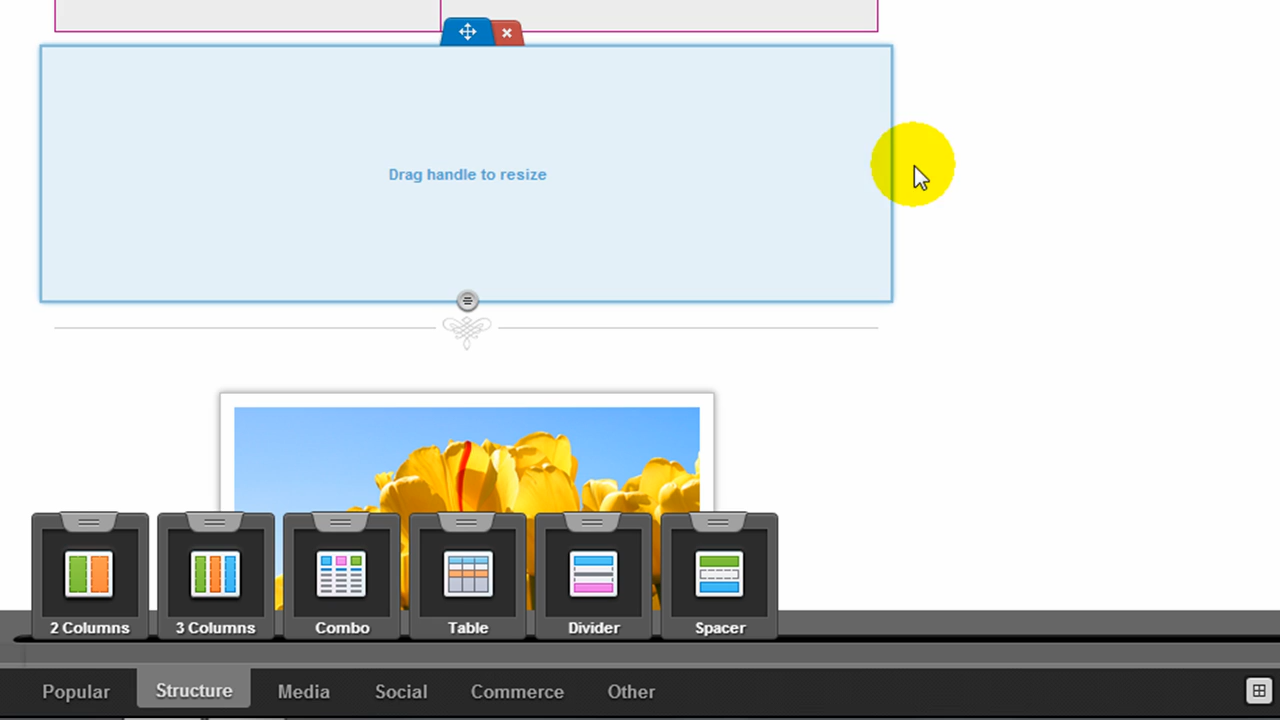 Drag handle to resize
2 Columns
3 Columns
Combo
Table
Divider
Spacer
Popular
Structure
Media
Social
Commerce
Other